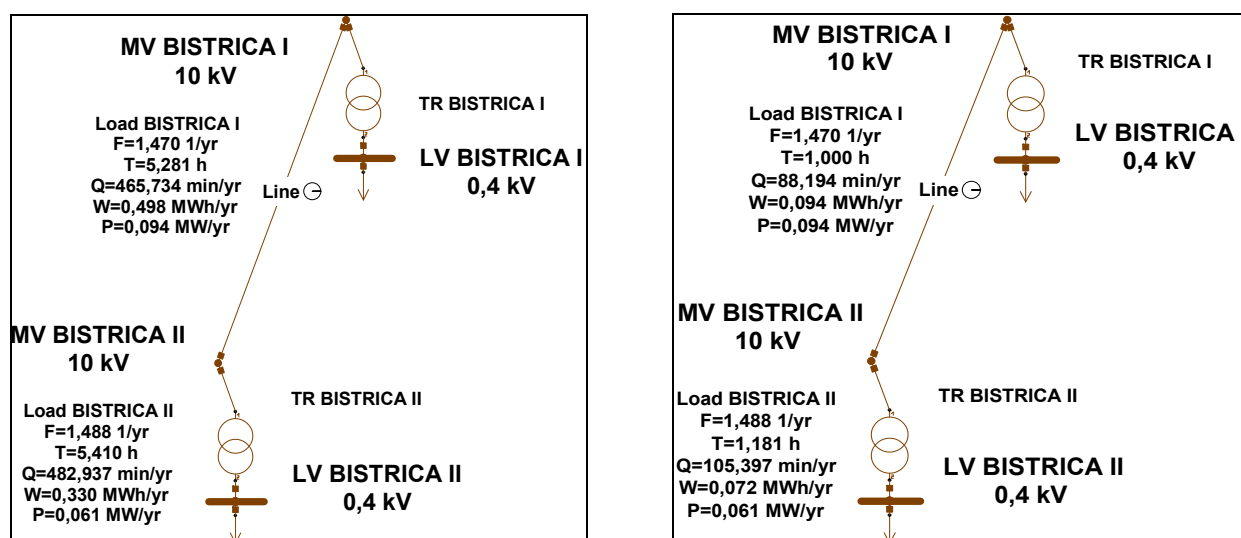 MV BISTRICA I
10 kV
TR BISTRICA I
Load BISTRICA I
F=1,470 1/yr
T=5,281 h
Q=465,734 min/yr
W=0,498 MWh/yr
P=0,094 MW/yr
LV BISTRICA I
0,4 kV
Line
MV BISTRICA II
10 kV
TR BISTRICA II
Load BISTRICA II
F=1,488 1/yr
T=5,410 h
Q=482,937 min/yr
W=0,330 MWh/yr
P=0,061 MW/yr
LV BISTRICA II
0,4 kV
MV BISTRICA I
10 kV
TR BISTRICA I
Load BISTRICA I
F=1,470 1/yr
T=1,000 h
Q=88,194 min/yr
W=0,094 MWh/yr
P=0,094 MW/yr
LV BISTRICA
0,4 kV
Line
MV BISTRICA II
10 kV
TR BISTRICA II
Load BISTRICA II
F=1,488 1/yr
T=1,181 h
Q=105,397 min/yr
W=0,072 MWh/yr
P=0,061 MW/yr
LV BISTRICA II
0,4 kV